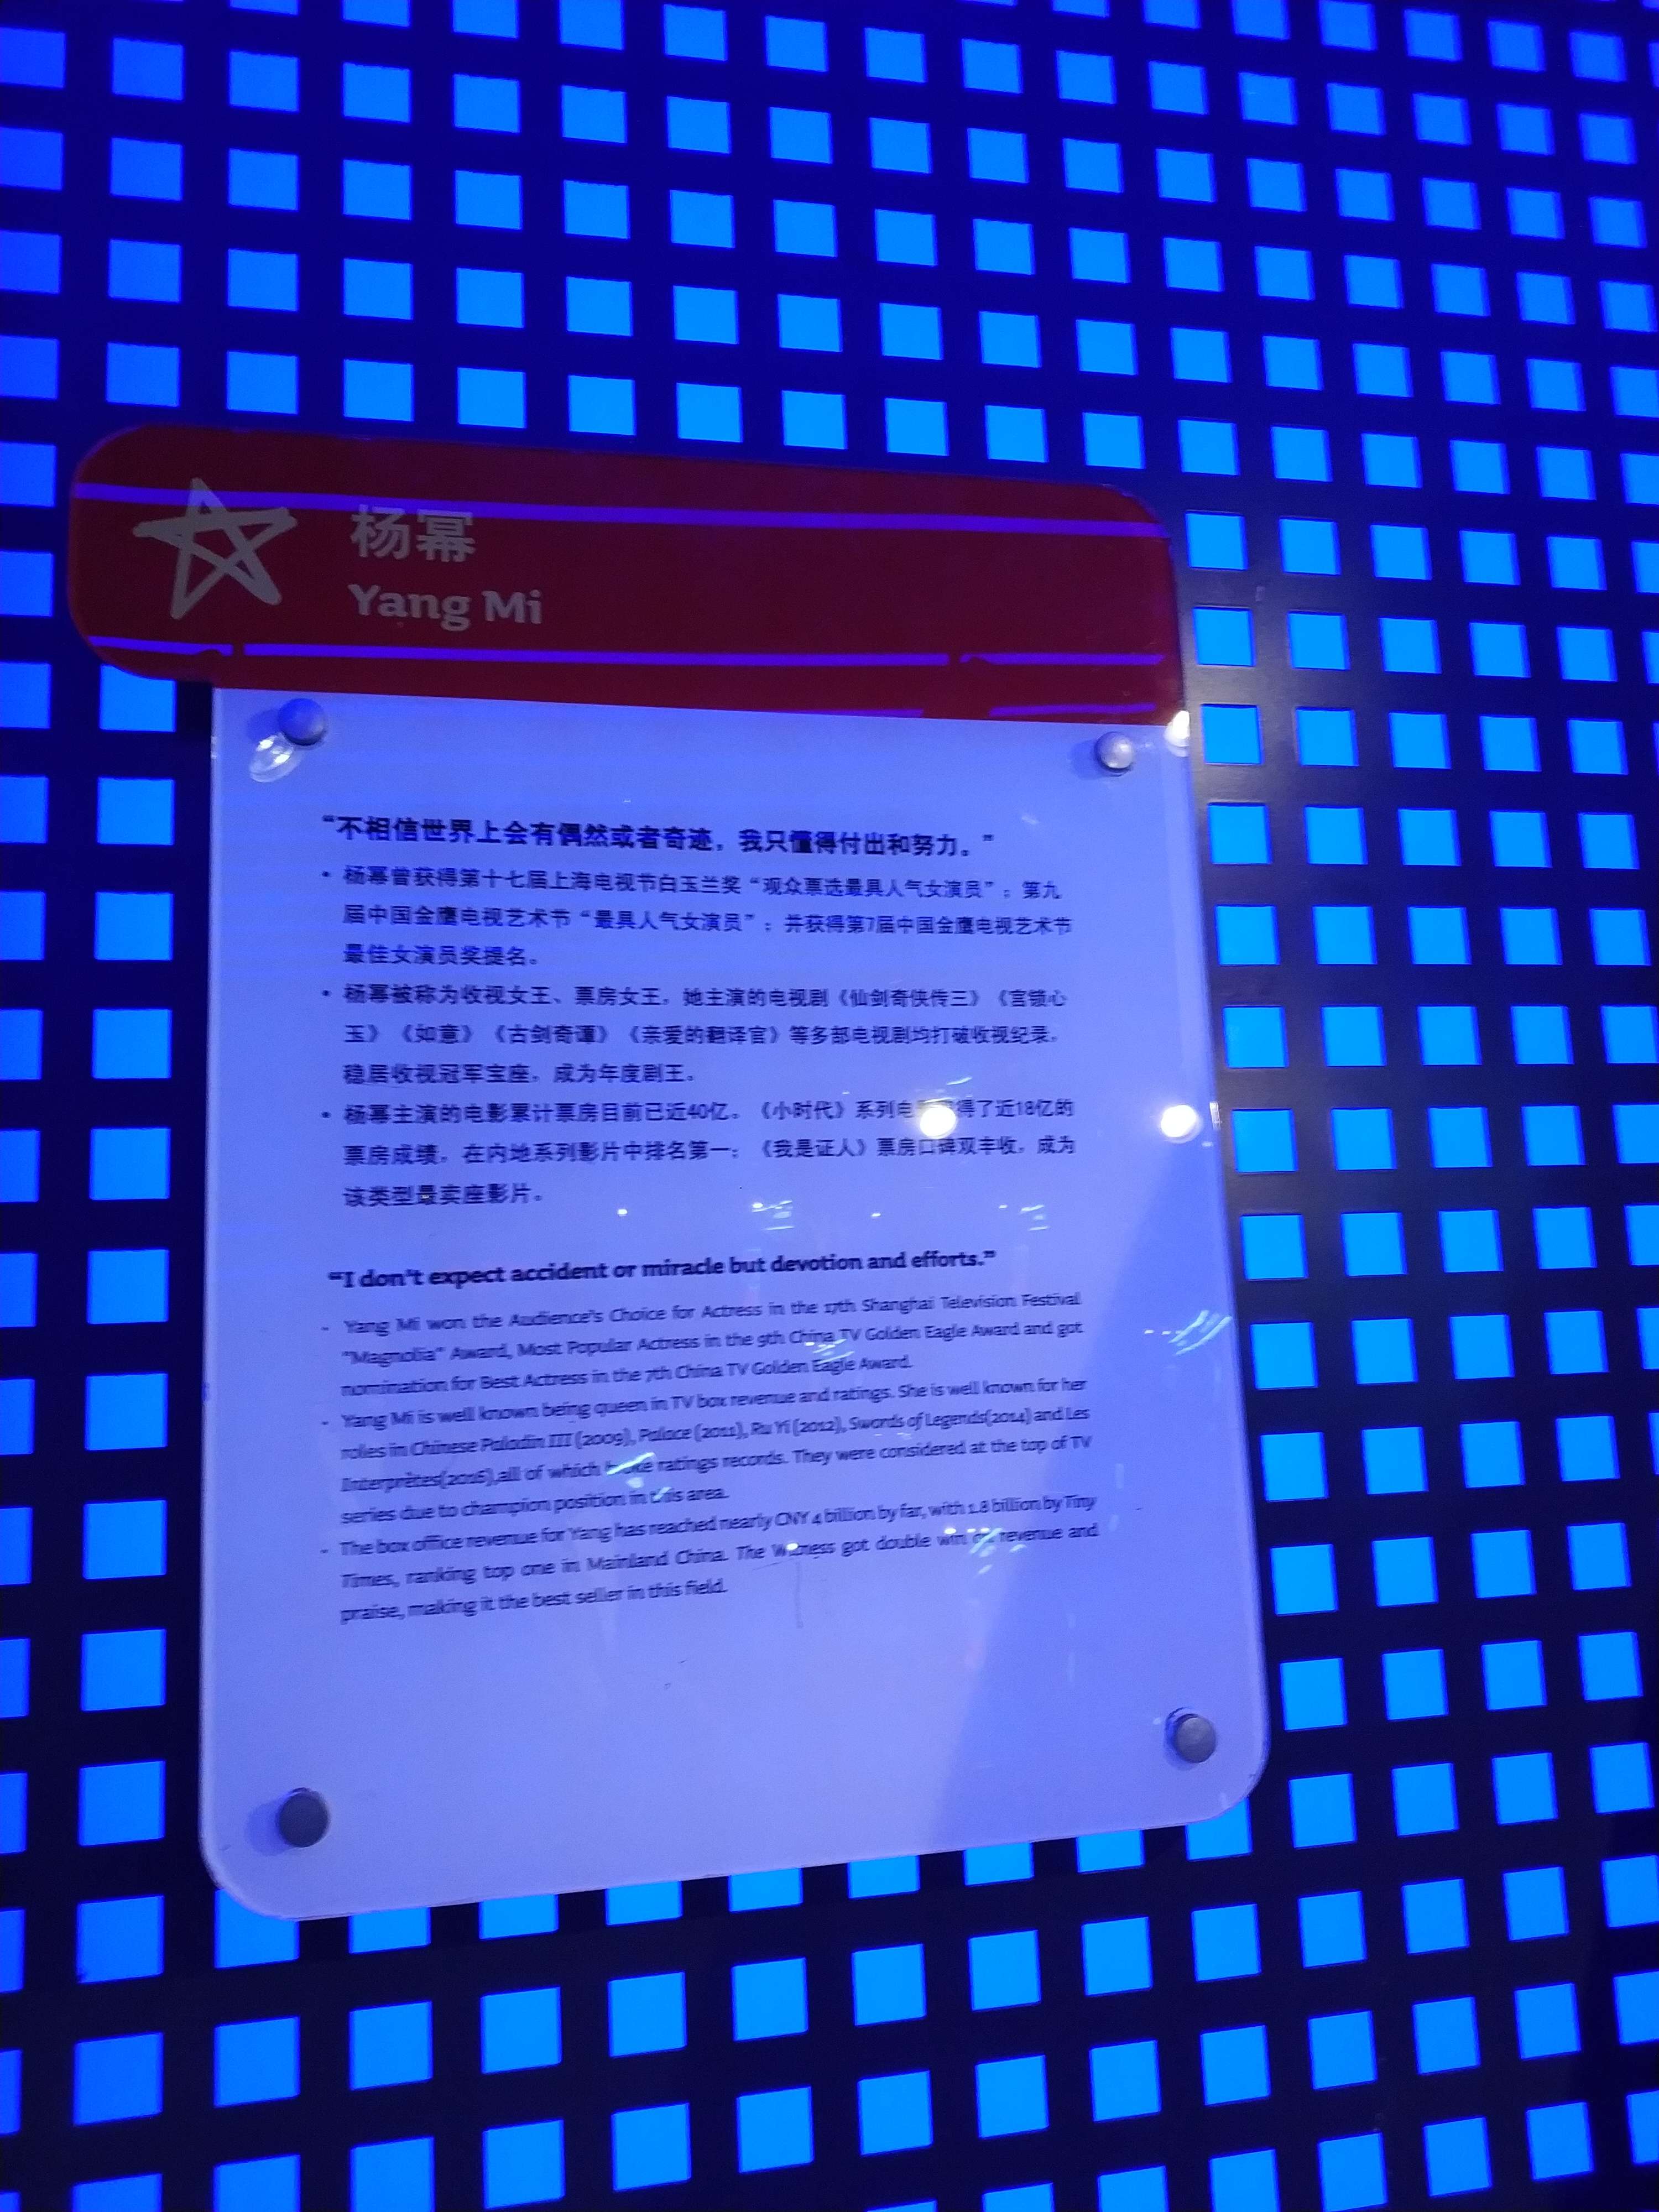 杨幂
Yang Mi
“不相信世界上会有偶然或者奇迹，我只懂得付出和努力。”
• 杨幂曾获得第十七届上海电视节白玉兰奖“观众票选最具人气女演员”；第九
届中国金鹰电视艺术节“最具人气女演员”；并获得第7届中国金鹰电视艺术节
最佳女演员奖提名。
• 杨幂被称为收视女王、票房女王，她主演的电视剧《仙剑奇侠传三》《宫锁心
玉》《如意》《古剑奇谭》《亲爱的翻译官》等多部电视剧均打破收视纪录，
稳居收视冠军宝座，成为年度剧王。
• 杨幂主演的电影累计票房目前已近40亿。《小时代》系列电 得了近18亿的
票房成绩，在内地系列影片中排名第一；《我是证人》票房口碑双丰收，成为
该类型最卖座影片。
“I don't expect accident or miracle but devotion and efforts.”
- Yang Mi won the Audience's Choice for Actress in the 17th Shanghai Television Festival
"Magnolia" Award, Most Popular Actress in the 9th China TV Golden Eagle Award and got
nomination for Best Actress in the 7th China TV Golden Eagle Award.
- Yang Mi is well known being queen in TV box revenue and ratings. She is well known for her
roles in Chinese Paladin III (2009), Palace (2011), Ru Yi (2012), Swords of Legends(2014) and Les
Interprètes(2016),all of which broke ratings records. They were considered at the top of TV
series due to champion position in this area.
- The box office revenue for Yang has reached nearly CNY 4 billion by far, with 1.8 billion by Tiny
Times, ranking top one in Mainland China. The Witness got double win on revenue and
praise, making it the best seller in this field.